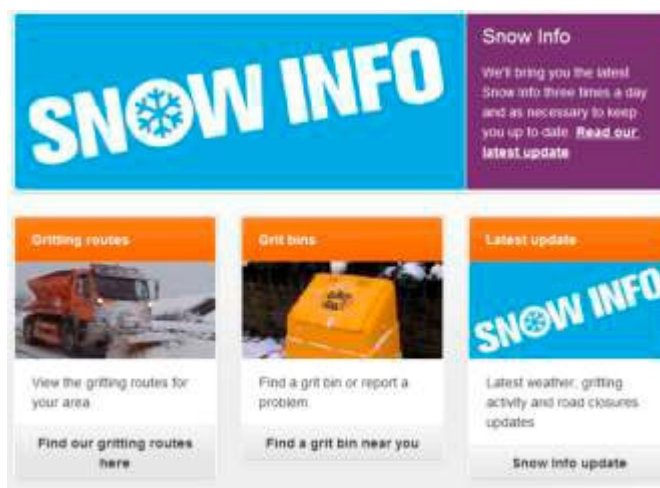 SNOW INFO
Snow Info
We'll bring you the latest
Snow Info three times a day
and as necessary to keep
you up to date. Read our
latest update
Gritting routes
View the gritting routes for
your area
Find our gritting routes
here
Grit bins
Find a grit bin or report a
problem
Find a grit bin near you
Latest update
SNOW INFO
Latest weather, gritting
activity and road closures
updates
Snow Info update